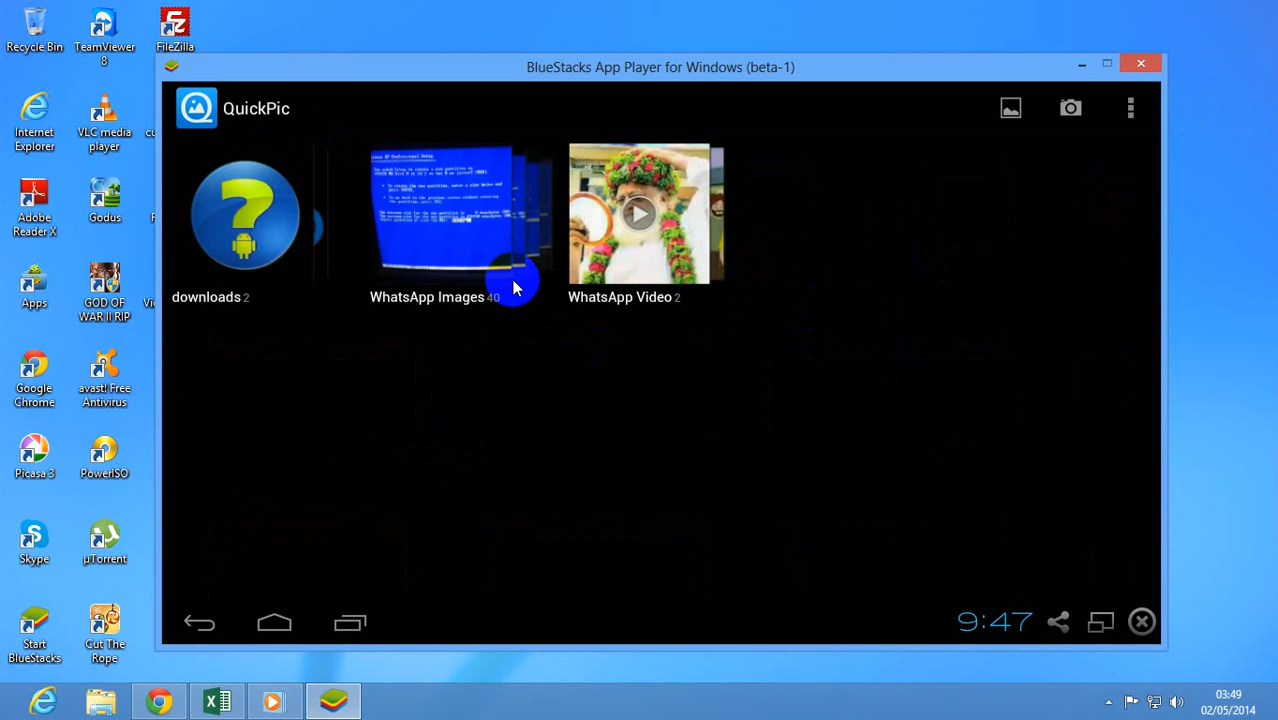 Recycle Bin
TeamViewer
8
FileZilla
BlueStacks App Player for Windows (beta-1)
QuickPic
Internet
Explorer
VLC media
player
Adobe
Reader X
Godus
Apps
GOD OF
WAR II RIP
Google
Chrome
avast! Free
Antivirus
Picasa 3
PowerISO
Skype
µTorrent
Start
BlueStacks
Cut The
Rope
downloads 2
WhatsApp Images 40
WhatsApp Video 2
9:47
03:49
02/05/2014